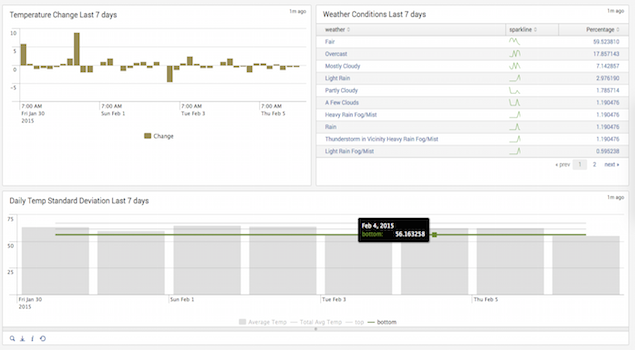 Temperature Change Last 7 days
1m ago
10
5
0
-5
7:00 AM 7:00 AM 7:00 AM 7:00 AM
Fri Jan 30 Sun Feb 1 Tue Feb 3 Thu Feb 5
2015
Change
Weather Conditions Last 7 days
1m ago
weather sparkline Percentage
Fair 59.523810
Overcast 17.857143
Mostly Cloudy 7.142857
Light Rain 2.976190
Partly Cloudy 1.785714
A Few Clouds 1.190476
Heavy Rain Fog/Mist 1.190476
Rain 1.190476
Thunderstorm in Vicinity Heavy Rain Fog/Mist 1.190476
Light Rain Fog/Mist 0.595238
« prev 1 2 next »
Daily Temp Standard Deviation Last 7 days
1m ago
75
50
25
Feb 4, 2015
bottom: 56.163258
Fri Jan 30 Sun Feb 1 Tue Feb 3 Thu Feb 5
2015
Average Temp Total Avg Temp top bottom